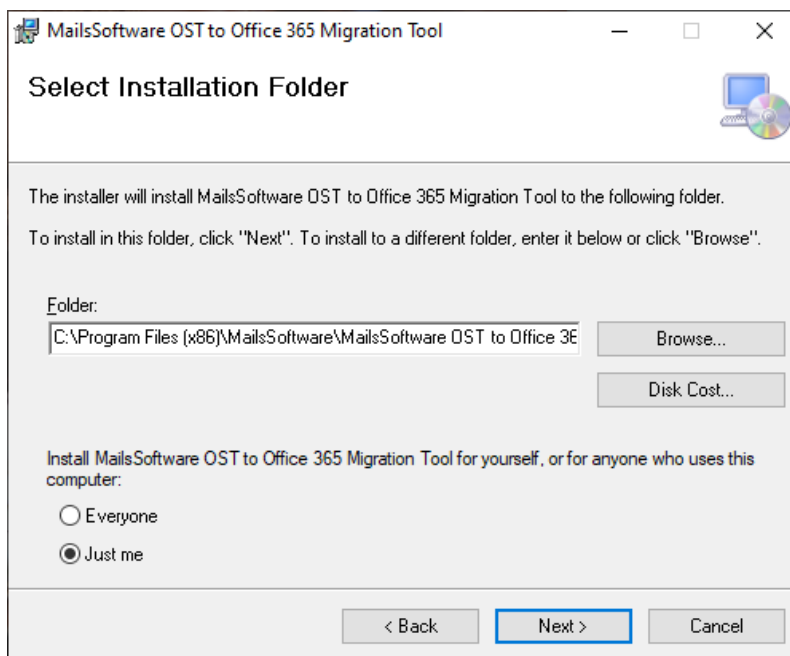 MailsSoftware OST to Office 365 Migration Tool
Select Installation Folder
The installer will install MailsSoftware OST to Office 365 Migration Tool to the following folder.
To install in this folder, click "Next". To install to a different folder, enter it below or click "Browse".
Folder:
C:\Program Files (x86)\MailsSoftware\MailsSoftware OST to Office 36
Browse...
Disk Cost...
Install MailsSoftware OST to Office 365 Migration Tool for yourself, or for anyone who uses this
computer:
Everyone
Just me
< Back
Next >
Cancel